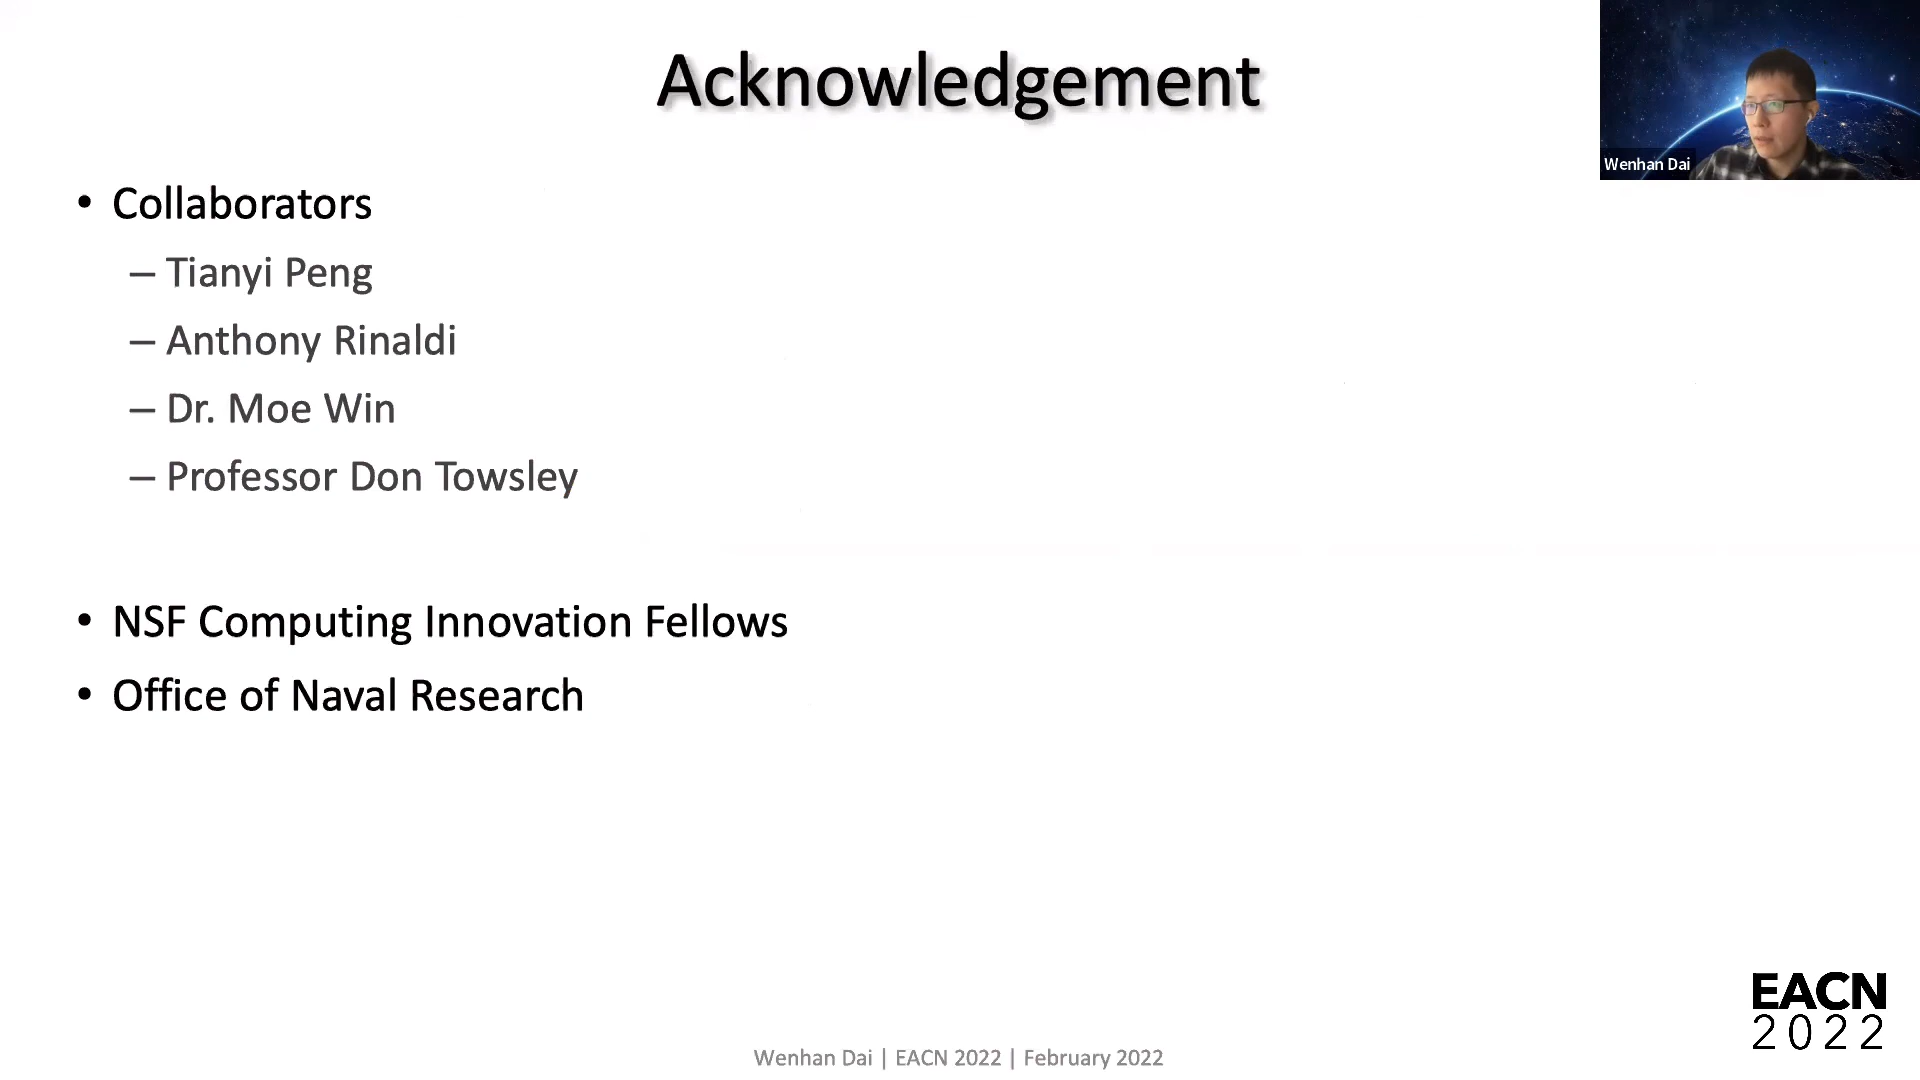 Acknowledgement
Wenhan Dai
• Collaborators
– Tianyi Peng
– Anthony Rinaldi
– Dr. Moe Win
– Professor Don Towsley
• NSF Computing Innovation Fellows
• Office of Naval Research
EACN
2022
Wenhan Dai | EACN 2022 | February 2022